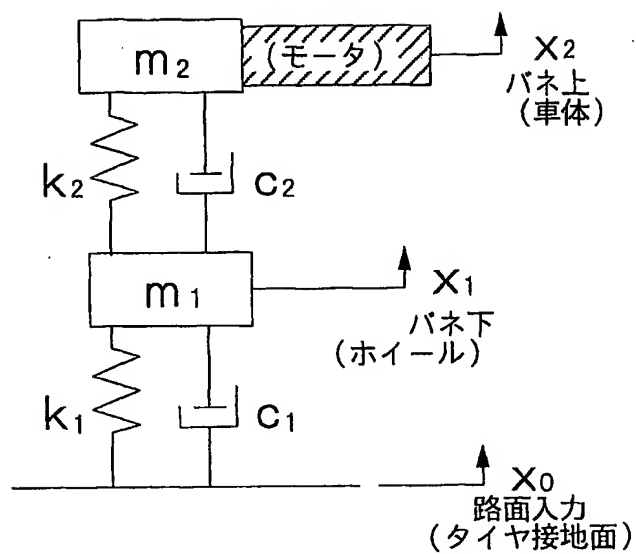 m₂
(モータ)
x₂
バネ上
(車体)
k₂
c₂
m₁
x₁
バネ下
(ホイール)
k₁
c₁
x₀
路面入力
(タイヤ接地面)